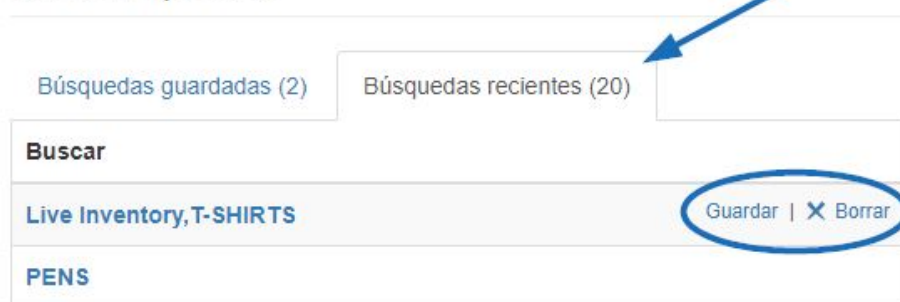 Búsquedas guardadas (2) Búsquedas recientes (20)
Buscar
Live Inventory,T-SHIRTS Guardar | X Borrar
PENS